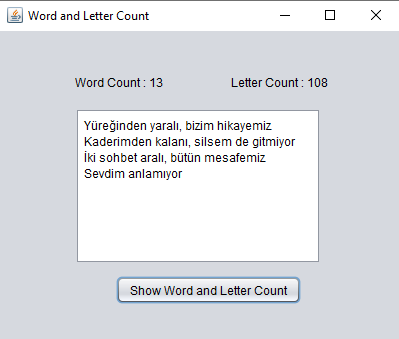 Word and Letter Count
Word Count : 13
Letter Count : 108
Yüreğinden yaralı, bizim hikayemiz
Kaderimden kalanı, silsem de gitmiyor
İki sohbet aralı, bütün mesafemiz
Sevdim anlamıyor
Show Word and Letter Count